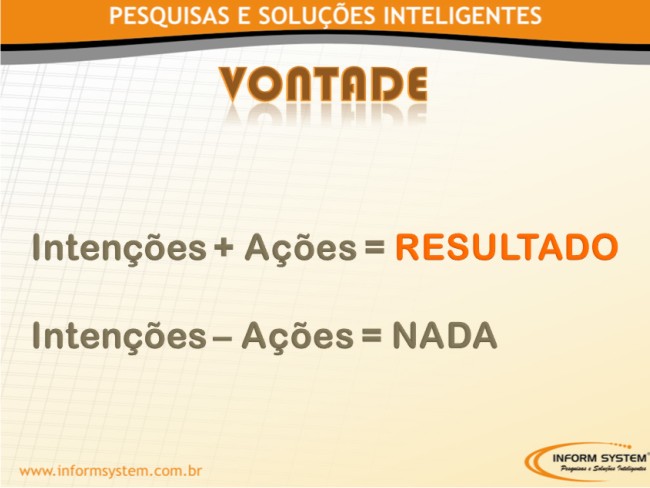 PESQUISAS E SOLUÇÕES INTELIGENTES
VONTADE
Intenções + Ações = RESULTADO
Intenções – Ações = NADA
www.informsystem.com.br
INFORM SYSTEM
Pesquisas e Soluções Inteligentes